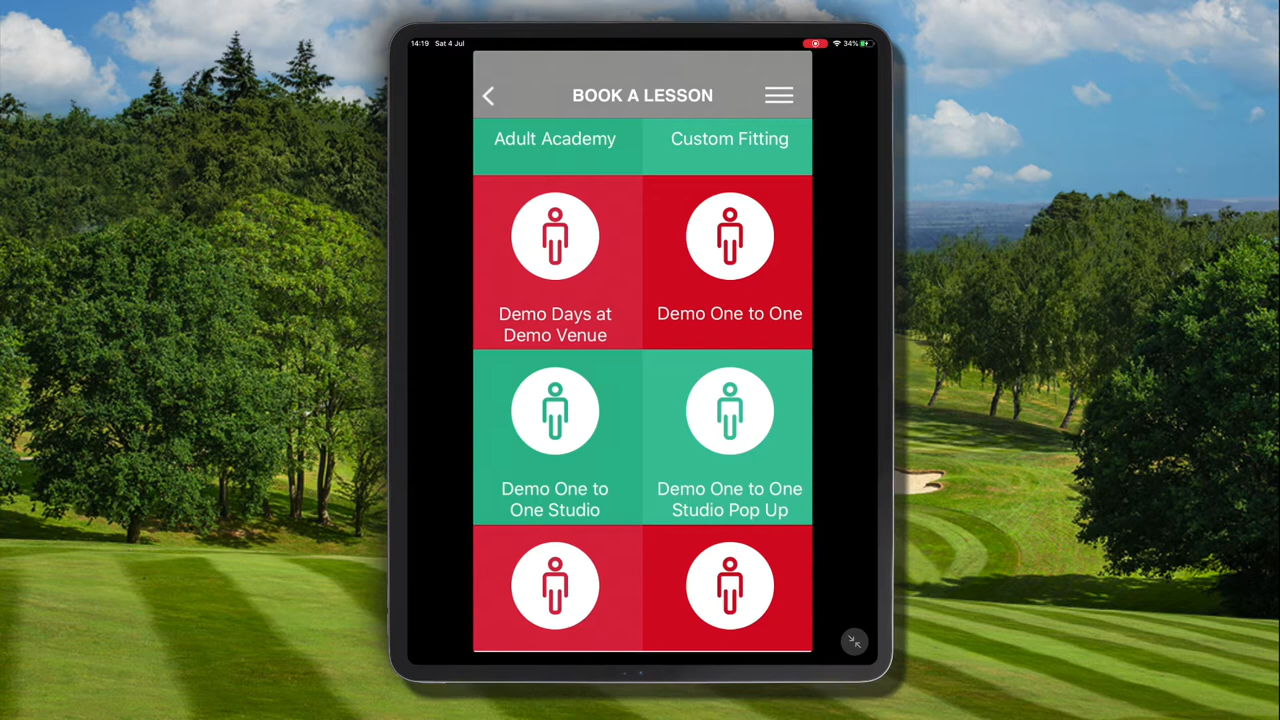 14:19 Sat 4 Jul
34%
BOOK A LESSON
Adult Academy
Custom Fitting
Demo Days at
Demo Venue
Demo One to One
Demo One to
One Studio
Demo One to One
Studio Pop Up